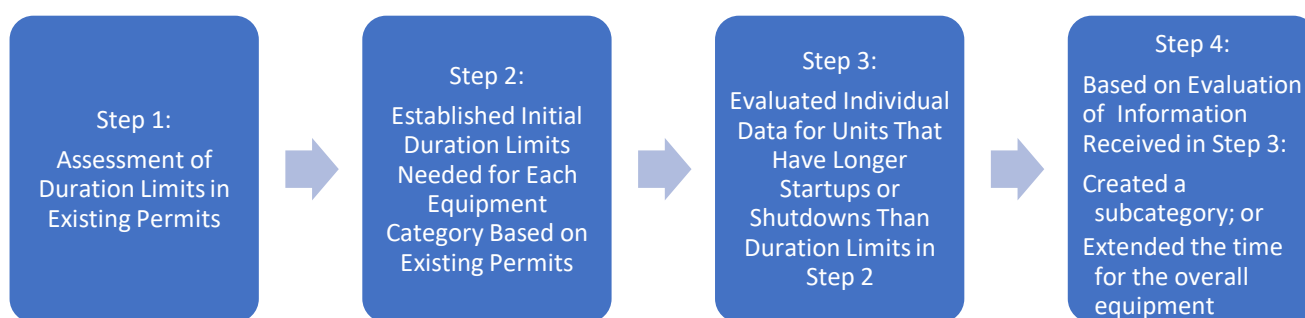 Step 1:
Assessment of
Duration Limits in
Existing Permits
Step 2:
Established Initial
Duration Limits
Needed for Each
Equipment
Category Based on
Existing Permits
Step 3:
Evaluated Individual
Data for Units That
Have Longer
Startups or
Shutdowns Than
Duration Limits in
Step 2
Step 4:
Based on Evaluation
of Information
Received in Step 3:
Created a
subcategory; or
Extended the time
for the overall
equipment